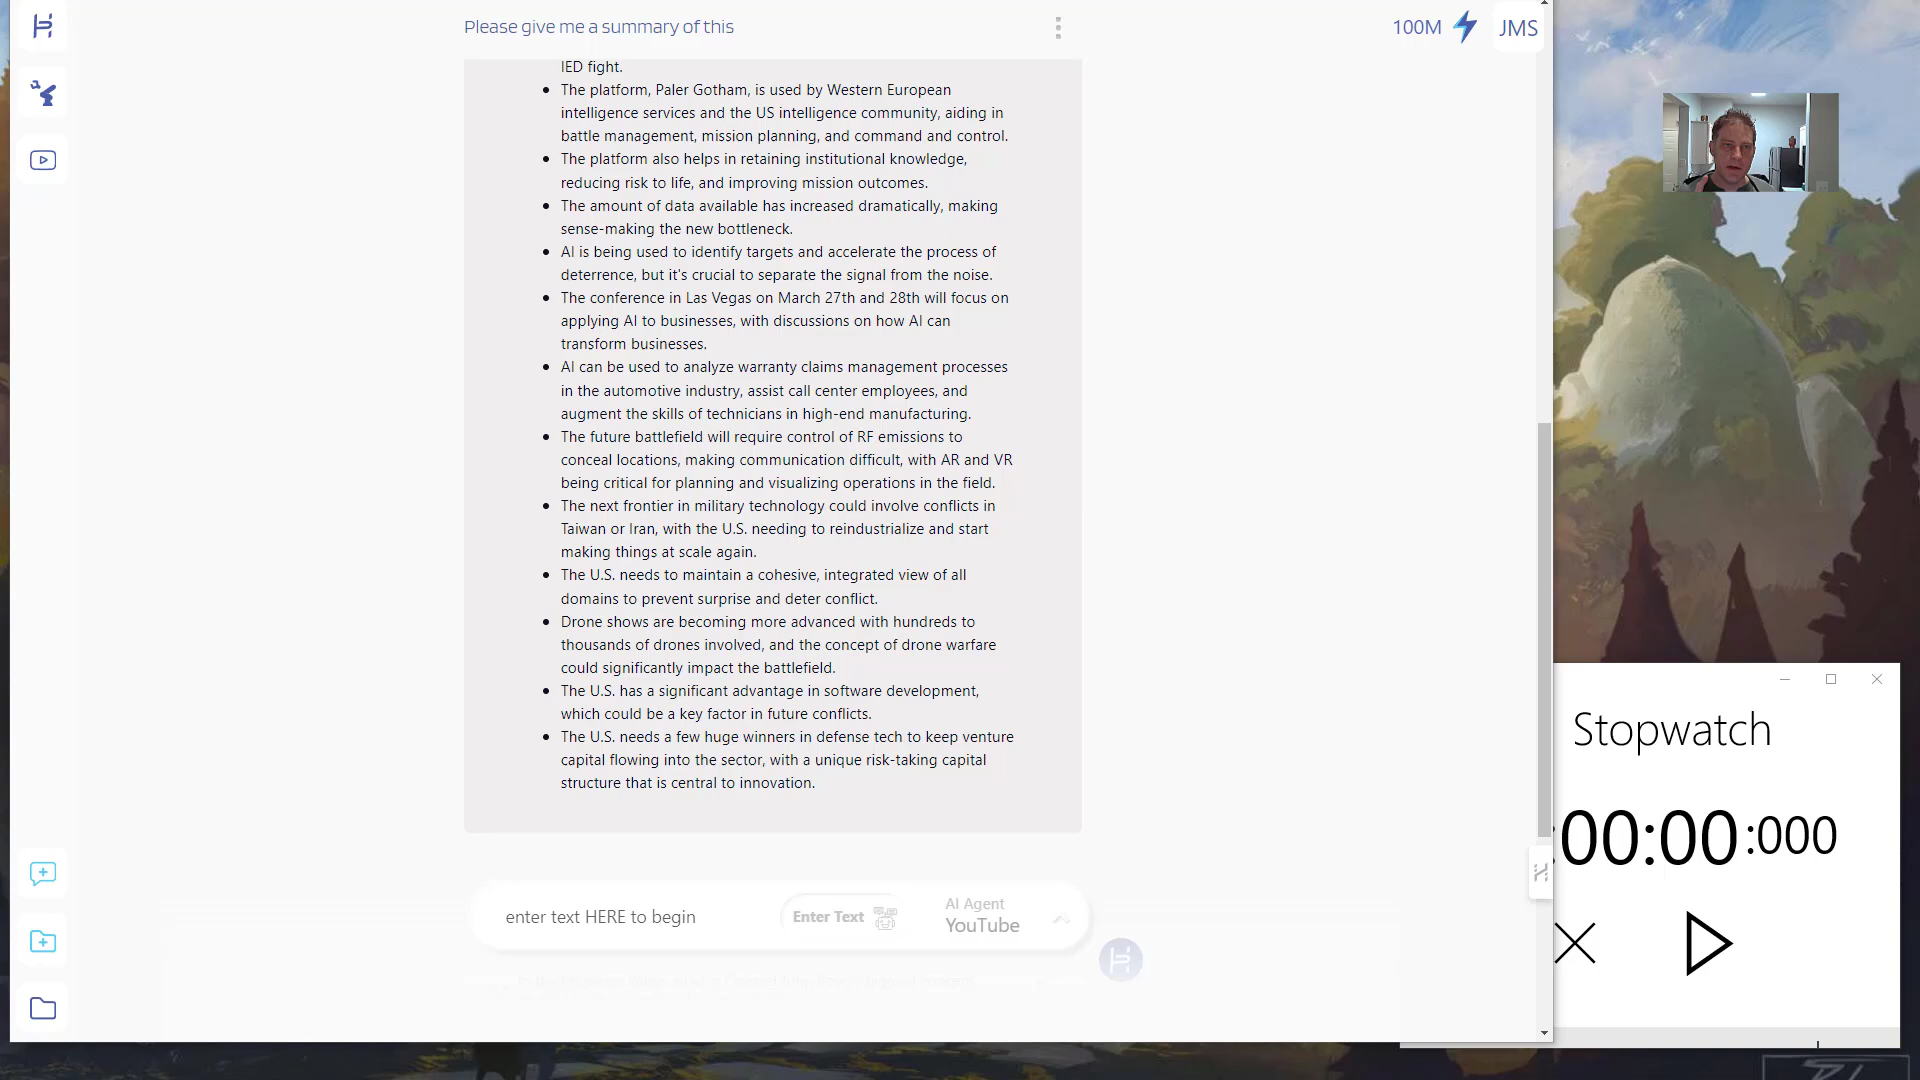 Please give me a summary of this
100M
JMS
IED fight.
The platform, Paler Gotham, is used by Western European
intelligence services and the US intelligence community, aiding in
battle management, mission planning, and command and control.
The platform also helps in retaining institutional knowledge,
reducing risk to life, and improving mission outcomes.
The amount of data available has increased dramatically, making
sense-making the new bottleneck.
AI is being used to identify targets and accelerate the process of
deterrence, but it's crucial to separate the signal from the noise.
The conference in Las Vegas on March 27th and 28th will focus on
applying AI to businesses, with discussions on how AI can
transform businesses.
AI can be used to analyze warranty claims management processes
in the automotive industry, assist call center employees, and
augment the skills of technicians in high-end manufacturing.
The future battlefield will require control of RF emissions to
conceal locations, making communication difficult, with AR and VR
being critical for planning and visualizing operations in the field.
The next frontier in military technology could involve conflicts in
Taiwan or Iran, with the U.S. needing to reindustrialize and start
making things at scale again.
The U.S. needs to maintain a cohesive, integrated view of all
domains to prevent surprise and deter conflict.
Drone shows are becoming more advanced with hundreds to
thousands of drones involved, and the concept of drone warfare
could significantly impact the battlefield.
The U.S. has a significant advantage in software development,
which could be a key factor in future conflicts.
The U.S. needs a few huge winners in defense tech to keep venture
capital flowing into the sector, with a unique risk-taking capital
structure that is central to innovation.
enter text HERE to begin
Enter Text
AI Agent
YouTube
Stopwatch
:00:00:000